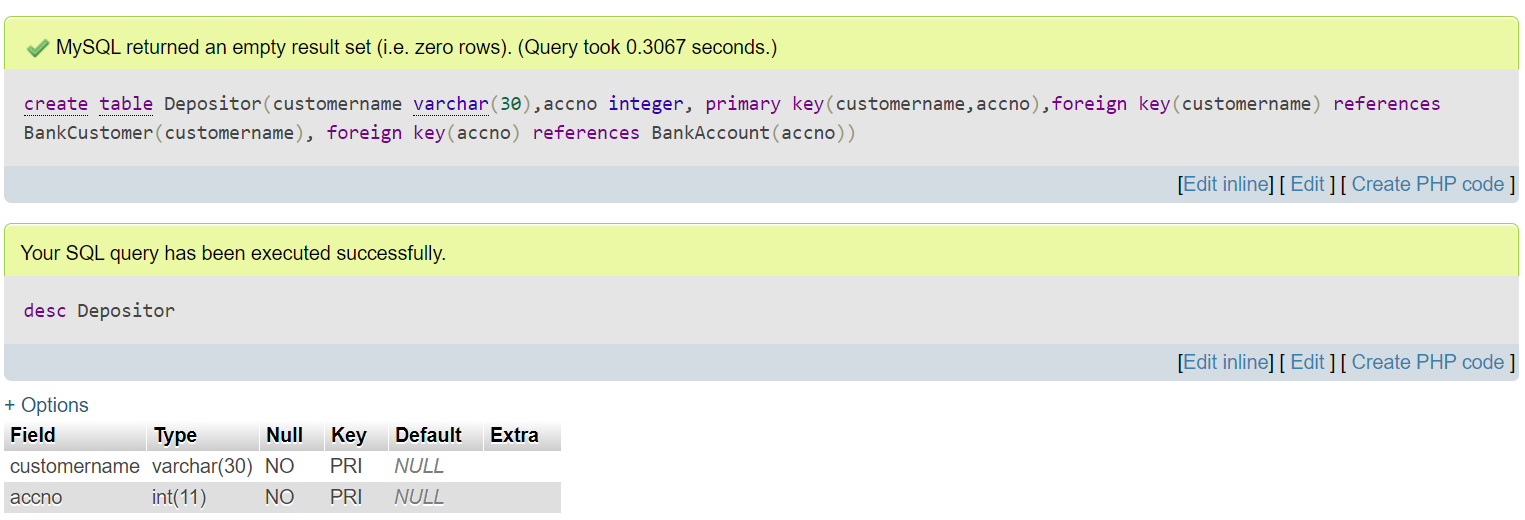 MySQL returned an empty result set (i.e. zero rows). (Query took 0.3067 seconds.)
create table Depositor(customername varchar(30),accno integer, primary key(customername,accno),foreign key(customername) references
BankCustomer(customername), foreign key(accno) references BankAccount(accno))
[Edit inline] [ Edit ] [ Create PHP code ]
Your SQL query has been executed successfully.
desc Depositor
[Edit inline] [ Edit ] [ Create PHP code ]
+ Options
Field Type Null Key Default Extra
customername varchar(30) NO PRI NULL
accno int(11) NO PRI NULL